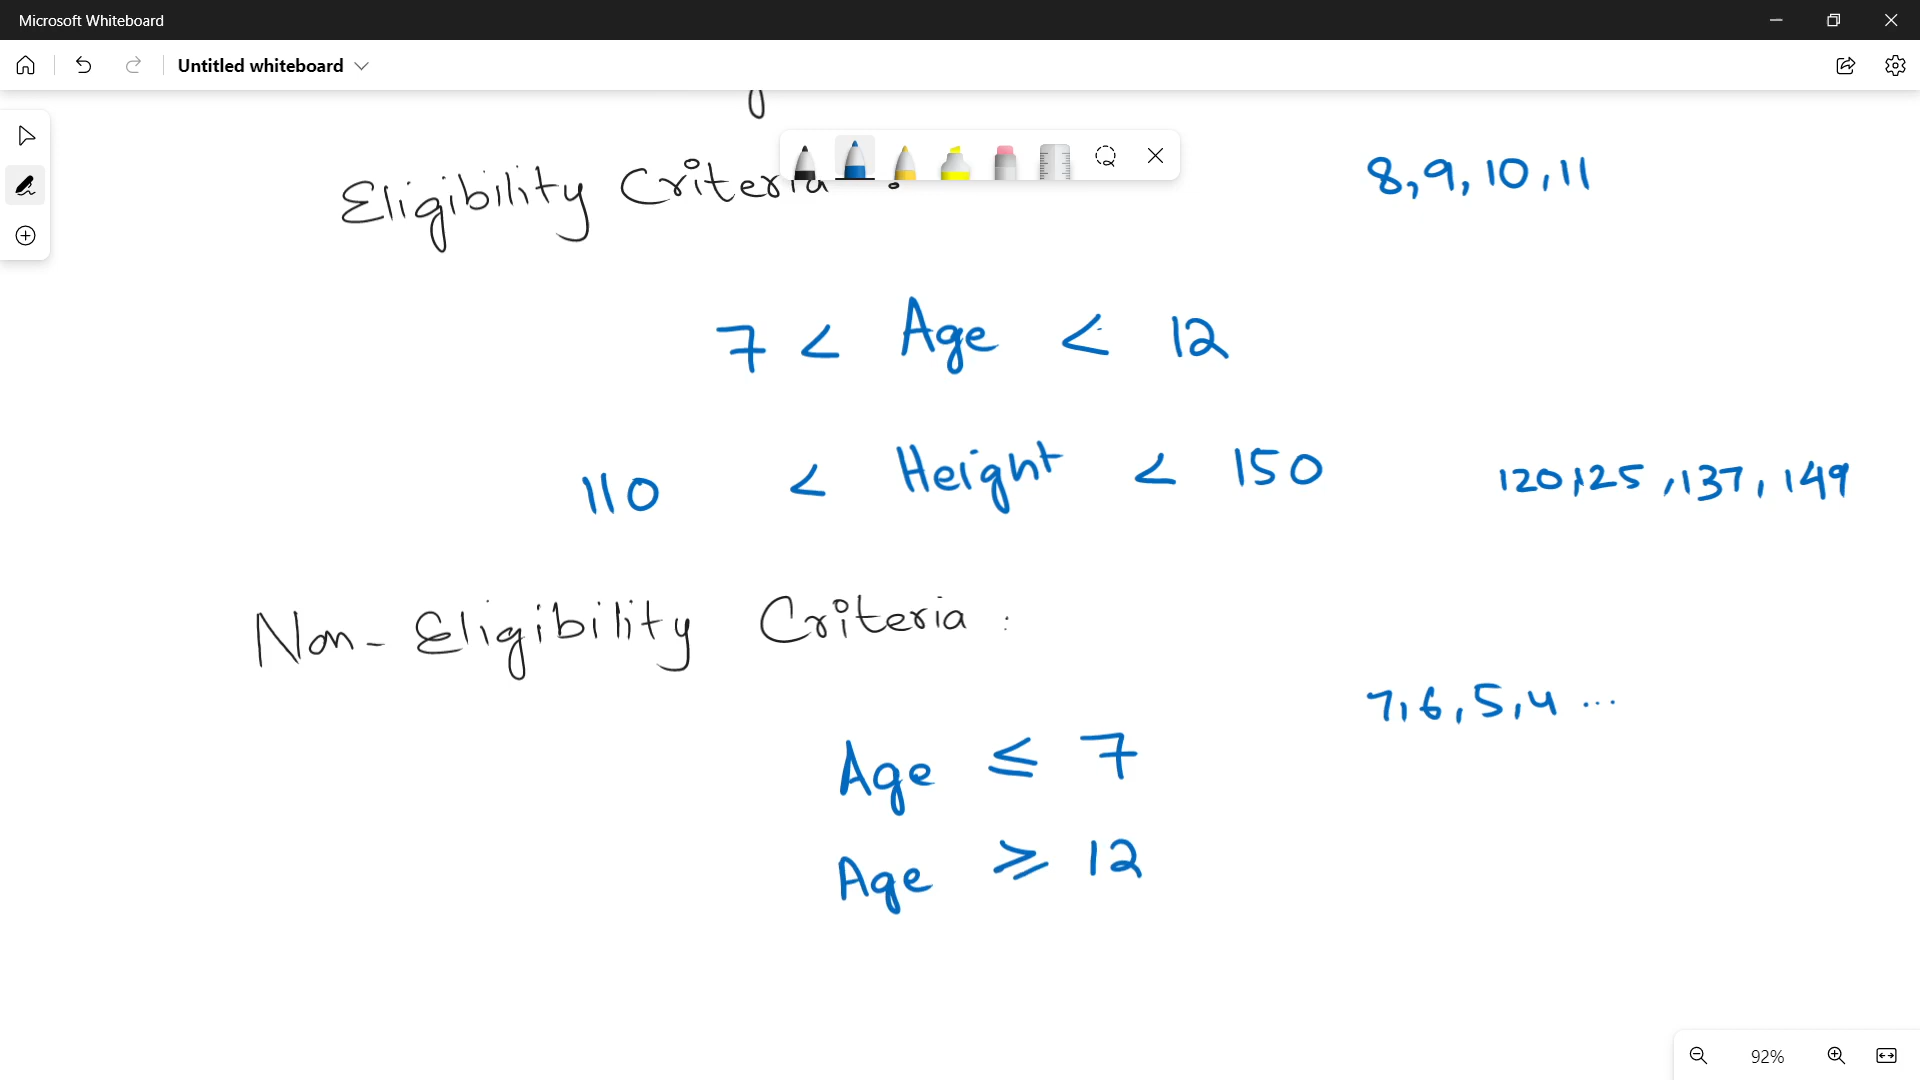 Microsoft Whiteboard
Untitled whiteboard
Eligibility Criteria :
8, 9, 10, 11
7 < Age < 12
110 < Height < 150
120, 125, 137, 149
Non-Eligibility Criteria :
7, 6, 5, 4 ...
Age ≤ 7
Age ≥ 12
92%